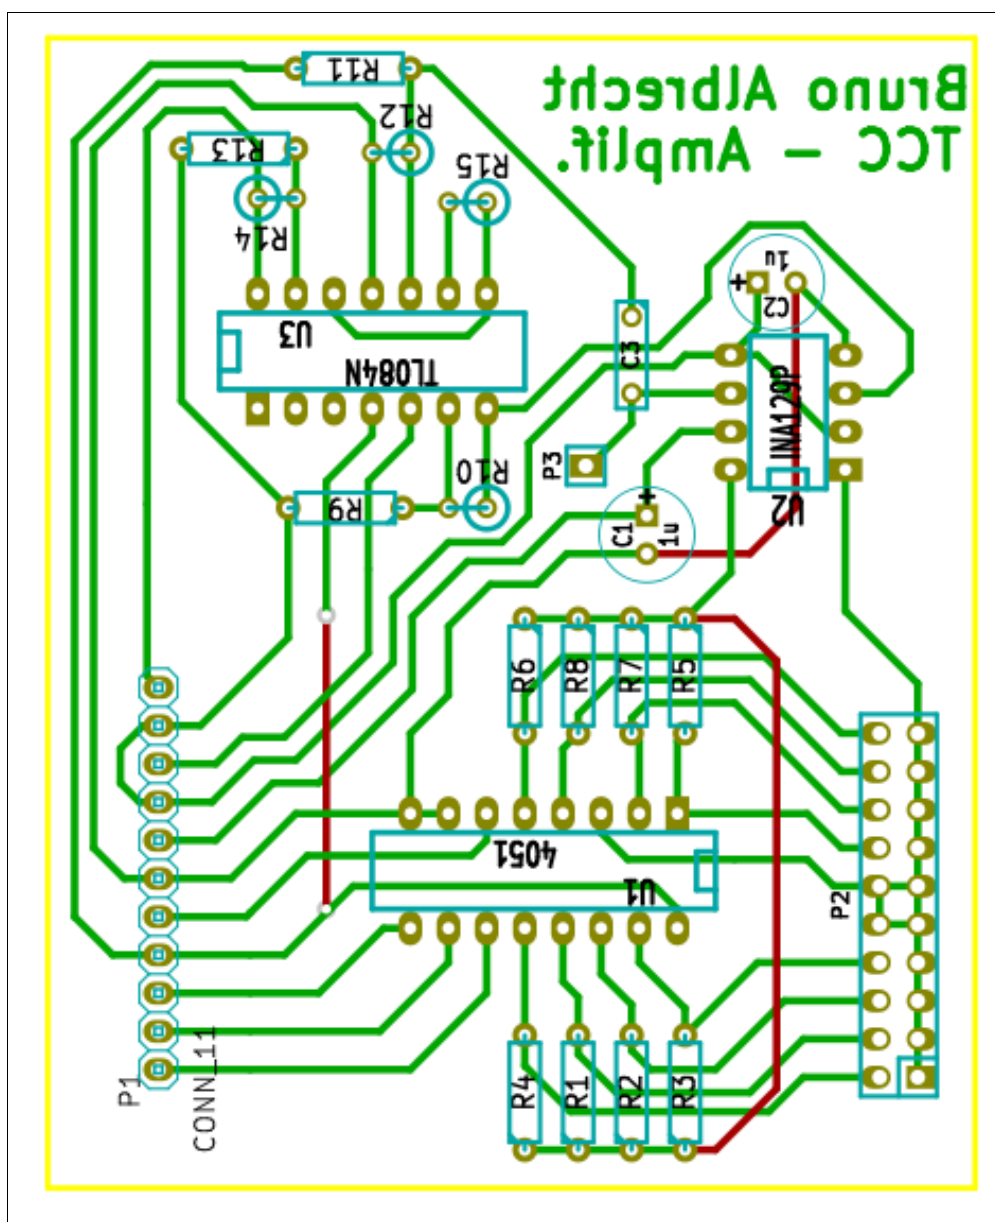 Bruno Albrecht
TCC - Amplif.
R11
R12
R13
R15
R14
1u
+
C2
U3
TL084N
C3
INA129P
P3
R10
R9
+
C1
1u
U2
R6
R8
R7
R5
4051
U1
P2
P1
CONN_11
R4
R1
R2
R3